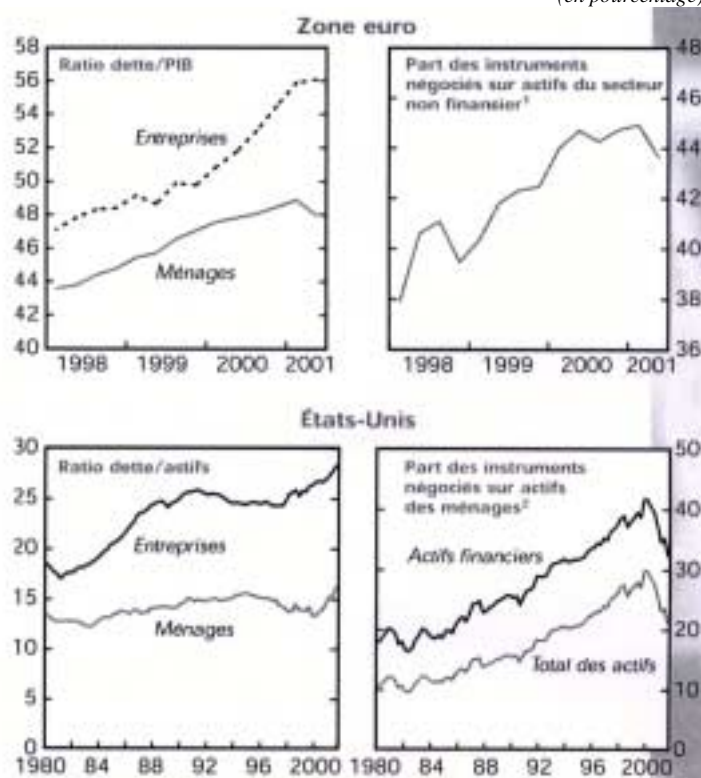 (en pourcentage)
Zone euro
Ratio dette/PIB
Entreprises
Ménages
58
56
54
52
50
48
46
44
42
40
1998 1999 2000 2001
Part des instruments
négociés sur actifs du secteur
non finansier¹
48
46
44
42
40
38
36
1998 1999 2000 2001
États-Unis
Ratio dette/astifs
Entreprises
Ménages
30
25
20
15
10
5
0
1980 84 88 92 96 2000
Part des instruments
négociés sur actifs
des ménages²
Actifs financiers
Total des actifs
50
40
30
20
10
0
1980 84 88 92 96 2000